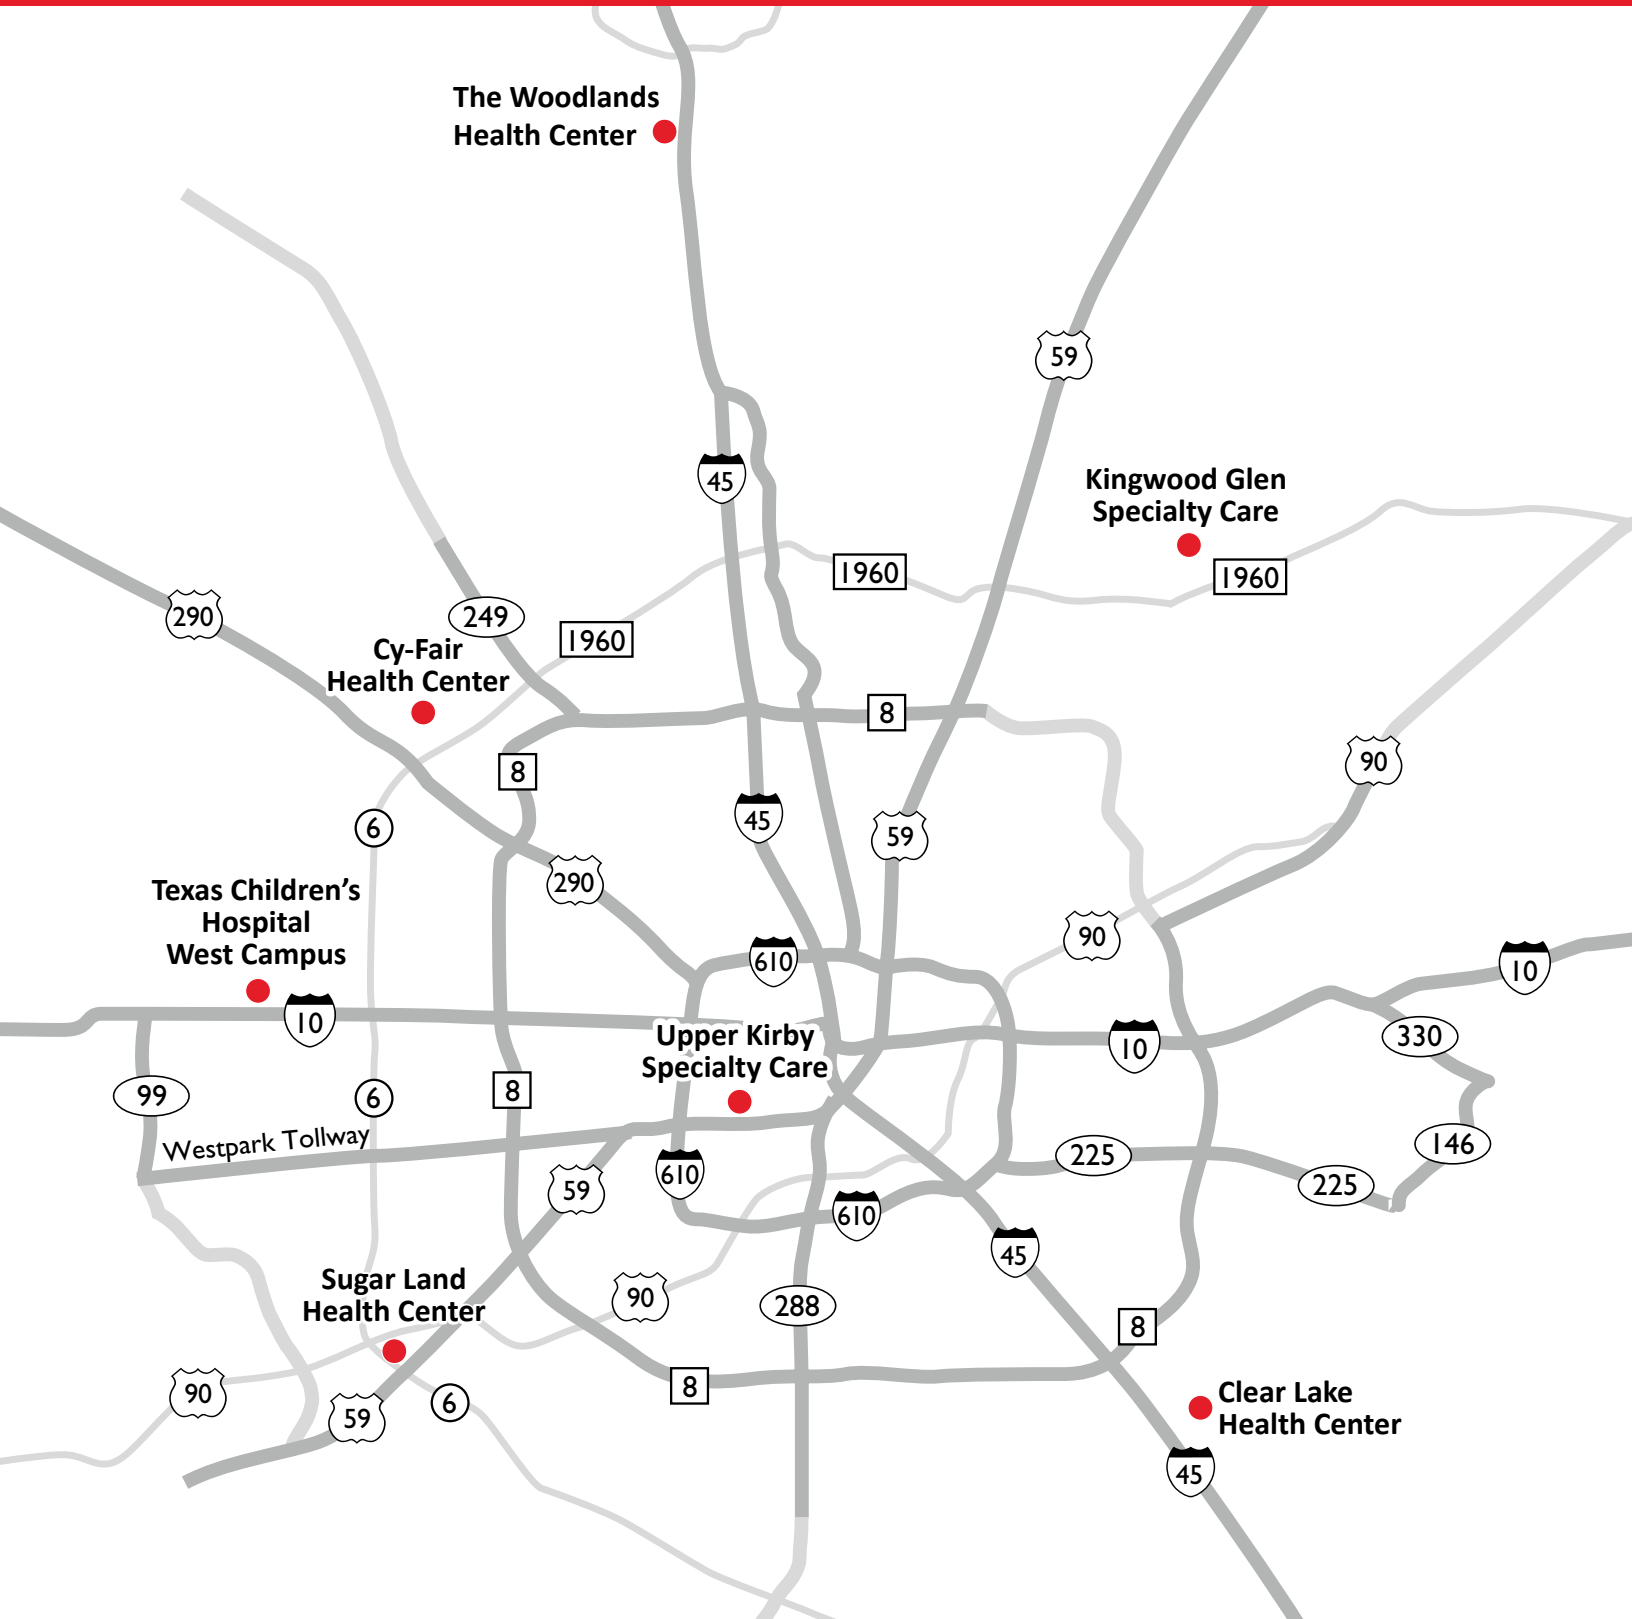 The Woodlands
Health Center
59
45
Kingwood Glen
Specialty Care
1960
1960
290
249
1960
Cy-Fair
Health Center
8
8
90
45
6
59
290
Texas Children's
Hospital
West Campus
90
610
10
10
Upper Kirby
Specialty Care
10
330
99
6
8
Westpark Tollway
146
225
610
225
59
610
45
Sugar Land
Health Center
90
288
8
8
90
6
59
Clear Lake
Health Center
45